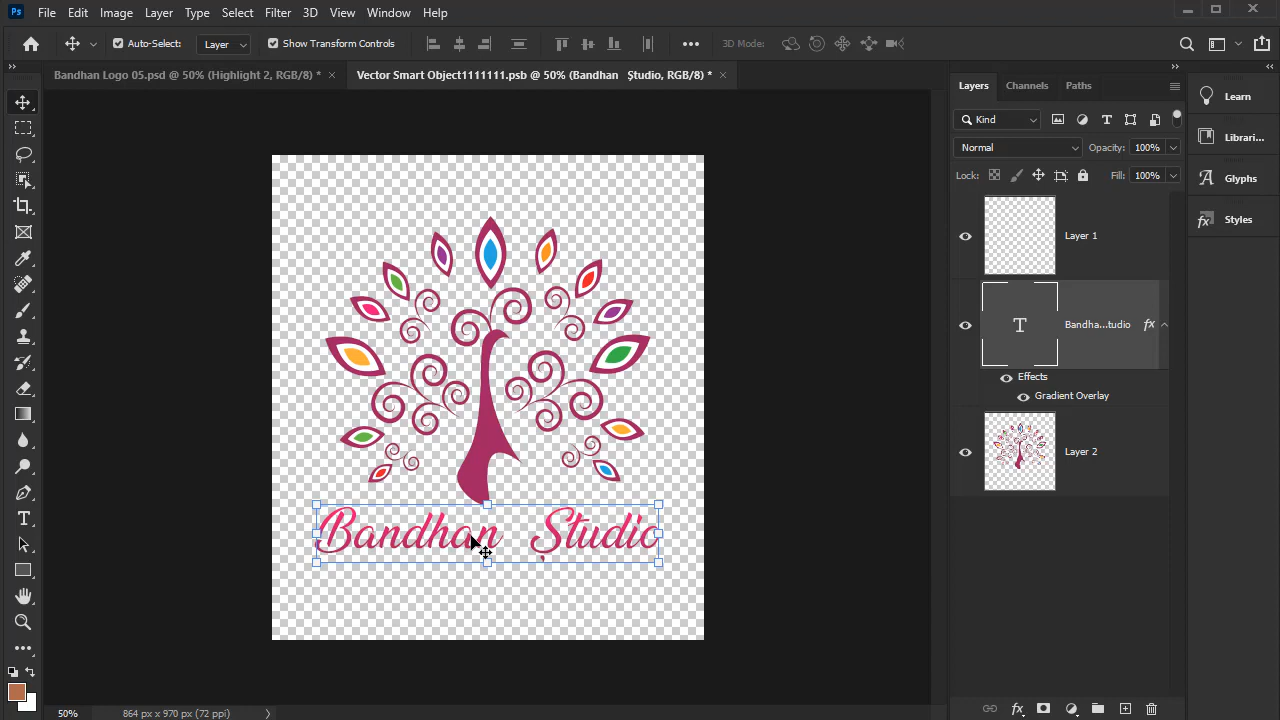 Ps File Edit Image Layer Type Select Filter 3D View Window Help
Auto-Select: Layer Show Transform Controls 3D Mode:
Bandhan Logo 05.psd @ 50% (Highlight 2, RGB/8) * × Vector Smart Object1111111.psb @ 50% (Bandhan Studio, RGB/8) * ×
Layers Channels Paths
Learn
Kind
Librari...
Normal Opacity: 100%
Lock: Fill: 100%
Glyphs
Styles
Layer 1
T Bandha...tudio fx
Effects
Gradient Overlay
Layer 2
Bandhan Studio
50% 864 px x 970 px (72 ppi)